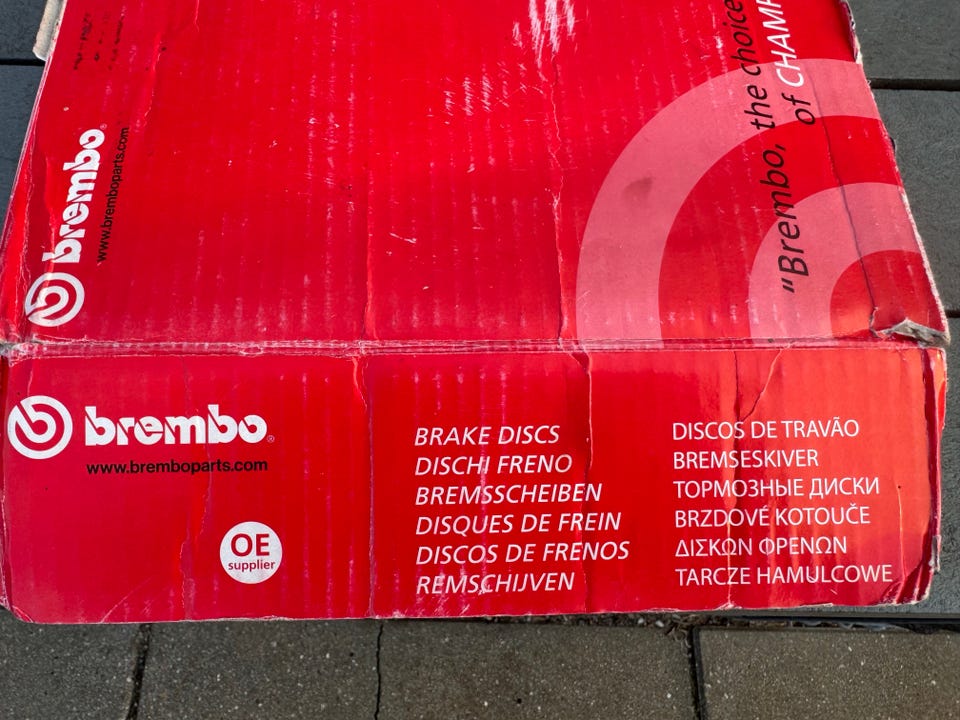 brembo
www.bremboparts.com
"Brembo, the choice
of CHAMP
brembo
www.bremboparts.com
OE
supplier
BRAKE DISCS
DISCHI FRENO
BREMSSCHEIBEN
DISQUES DE FREIN
DISCOS DE FRENOS
REMSCHIJVEN
DISCOS DE TRAVÃO
BREMSESKIVER
ТОРМОЗНЫЕ ДИСКИ
BRZDOVÉ KOTOUČE
ΔΙΣΚΩΝ ΦΡΕΝΩΝ
TARCZE HAMULCOWE